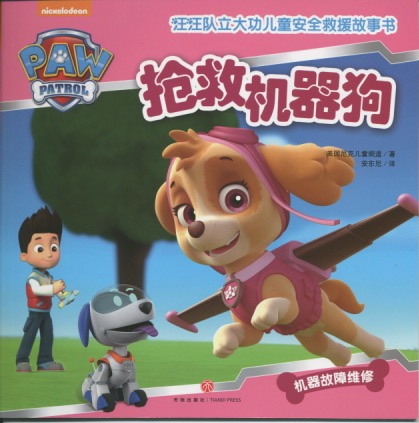 nickelodeon
汪汪队立大功儿童安全救援故事书
PAW
PATROL
抢救机器狗
美国尼克儿童频道／著
安东尼／译
机器故障维修
天地出版社 | TIANDI PRESS